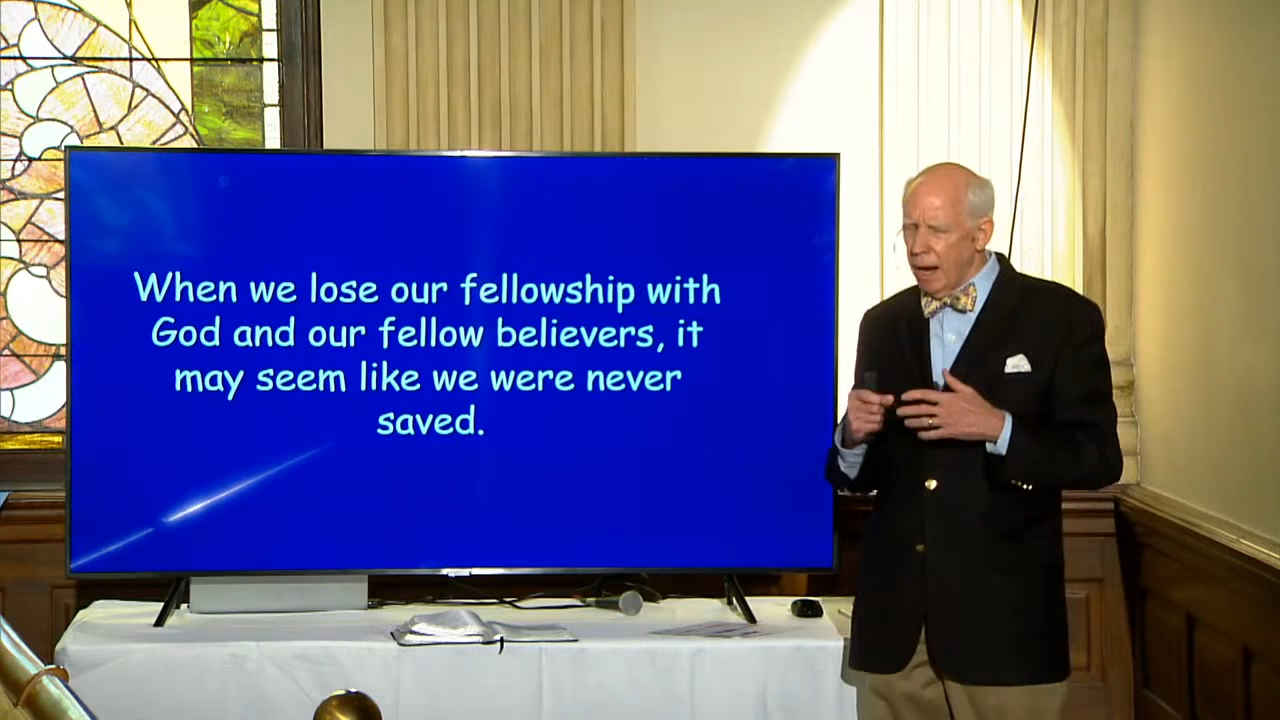 When we lose our fellowship with
God and our fellow believers, it
may seem like we were never
saved.